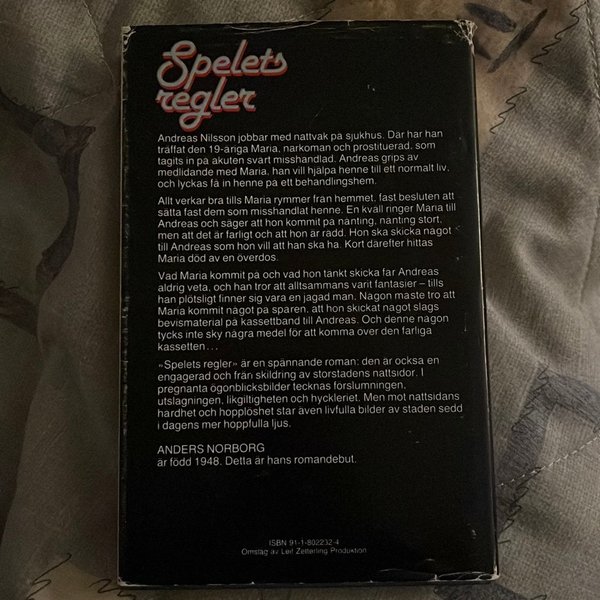 Spelets
regler
Andreas Nilsson jobbar med nattvak på sjukhus. Där har han
träffat den 19-åriga Maria, narkoman och prostituerad, som
tagits in på akuten svårt misshandlad. Andreas grips av
medlidande med Maria, han vill hjälpa henne till ett normalt liv,
och lyckas få in henne på ett behandlingshem.
Allt verkar bra tills Maria rymmer från hemmet, fast besluten att
sätta fast dem som misshandlat henne. En kväll ringer Maria till
Andreas och säger att hon kommit på nånting, nånting stort,
men att det är farligt och att hon är rädd. Hon ska skicka något
till Andreas som hon vill att han ska ha. Kort därefter hittas
Maria död av en överdos.
Vad Maria kommit på och vad hon tänkt skicka får Andreas
aldrig veta, och han tror att alltsammans varit fantasier – tills
han plötsligt finner sig vara en jagad man. Någon måste tro att
Maria kommit något på spåren, att hon skickat något slags
bevismaterial på kassettband till Andreas. Och denne någon
tycks inte sky några medel för att komma över den farliga
kassetten...
»Spelets regler» är en spännande roman: den är också en
engagerad och frän skildring av storstadens nattsidor. I
pregnanta ögonblicksbilder tecknas förslumningen,
utslagningen, likgiltigheten och hyckleriet. Men mot nattsidans
hårdhet och hopplöshet står även livfulla bilder av staden sedd
i dagens mer hoppfulla ljus.
ANDERS NORBORG
är född 1948. Detta är hans romandebut.
ISBN 91-1-802232-4
Omslag av Leif Zetterling Produktion